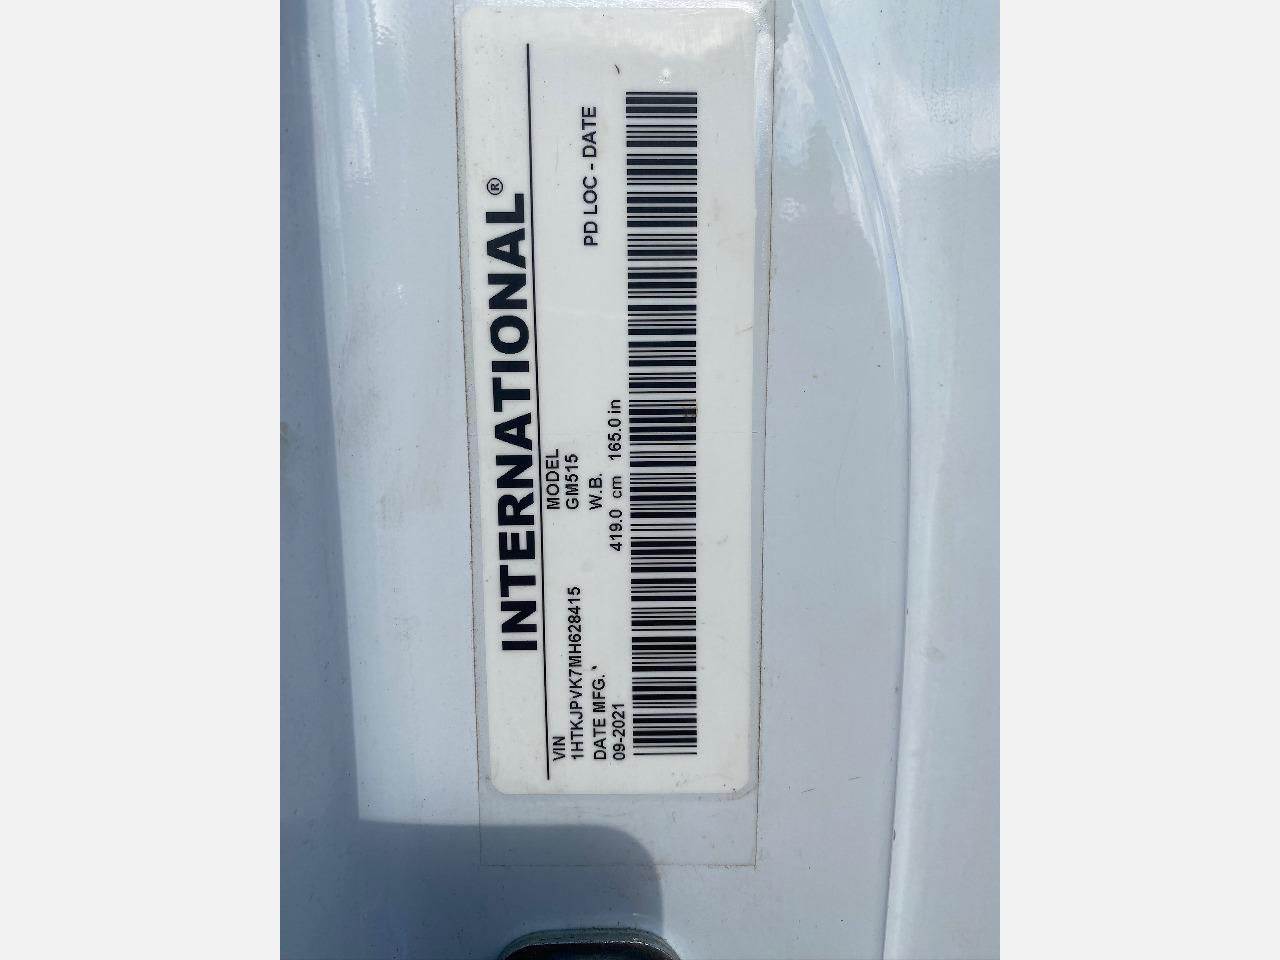 INTERNATIONAL®
VIN MODEL
1HTKJPVK7MH628415 GM515
DATE MFG. W.B. PD LOC - DATE
09-2021 419.0 cm 165.0 in